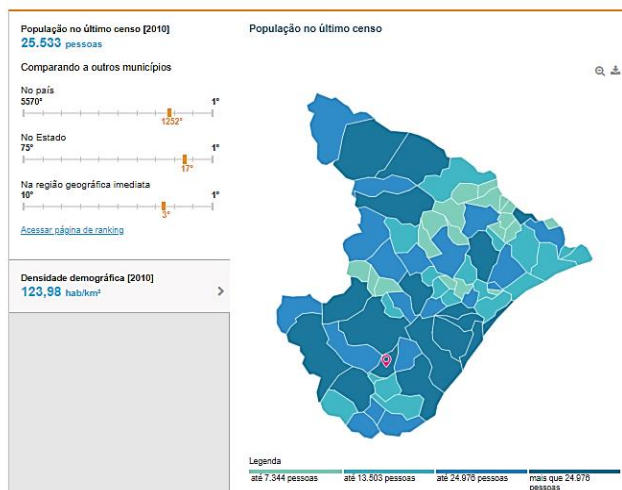 População no último censo [2010]
25.533 pessoas
Comparando a outros municípios
No país
5570º 1º
1252º
No Estado
75º 1º
17º
Na região geográfica imediata
10º 1º
3º
Acessar página de ranking
Densidade demográfica [2010]
123,98 hab/km²
População no último censo
Legenda
até 7.344 pessoas até 13.503 pessoas até 24.976 pessoas mais que 24.976
pessoas